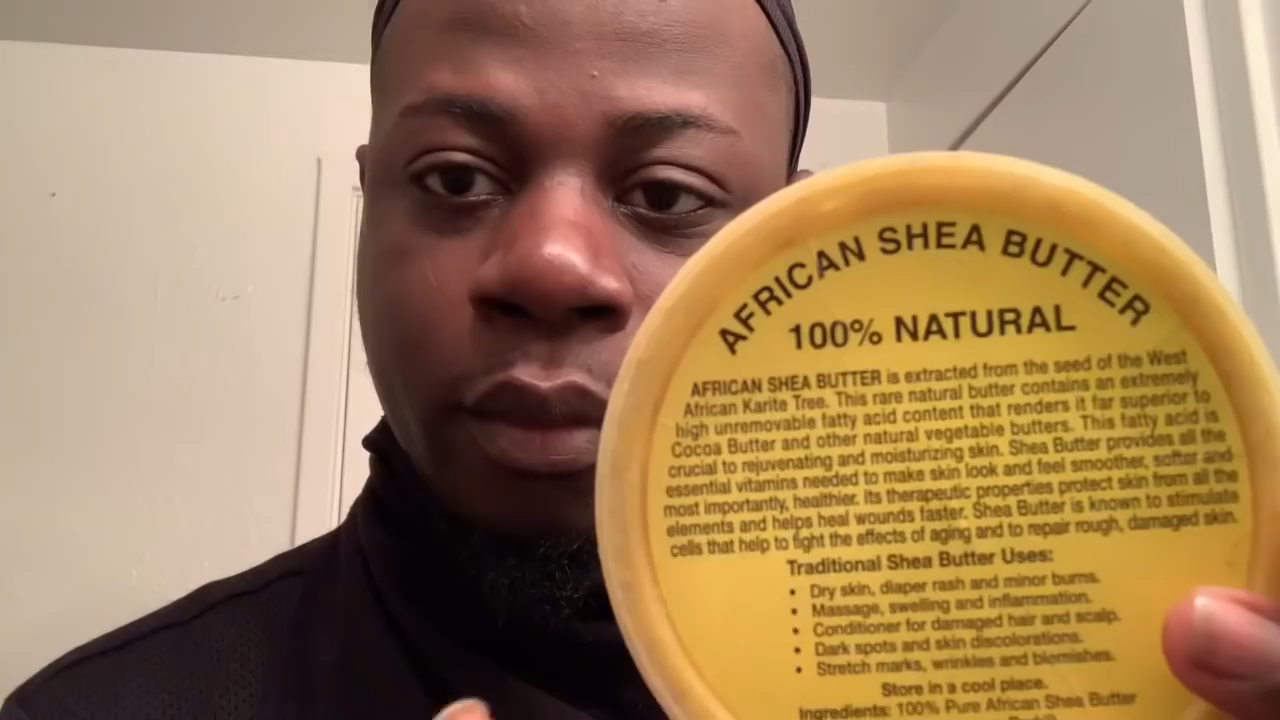 AFRICAN SHEA BUTTER
100% NATURAL
AFRICAN SHEA BUTTER is extracted from the seed of the West
African Karite Tree. This rare natural butter contains an extremely
high unremovable fatty acid content that renders it far superior to
Cocoa Butter and other natural vegetable butters. This fatty acid is
crucial to rejuvenating and moisturizing skin. Shea Butter provides all the
essential vitamins needed to make skin look and feel smoother, softer and
most importantly, healthier. Its therapeutic properties protect skin from all the
elements and helps heal wounds faster. Shea Butter is known to stimulate
cells that help to fight the effects of aging and to repair rough, damaged skin.
Traditional Shea Butter Uses:
• Dry skin, diaper rash and minor burns.
• Massage, swelling and inflammation.
• Conditioner for damaged hair and scalp.
• Dark spots and skin discolorations.
• Stretch marks, wrinkles and blemishes.
Store in a cool place.
Ingredients: 100% Pure African Shea Butter